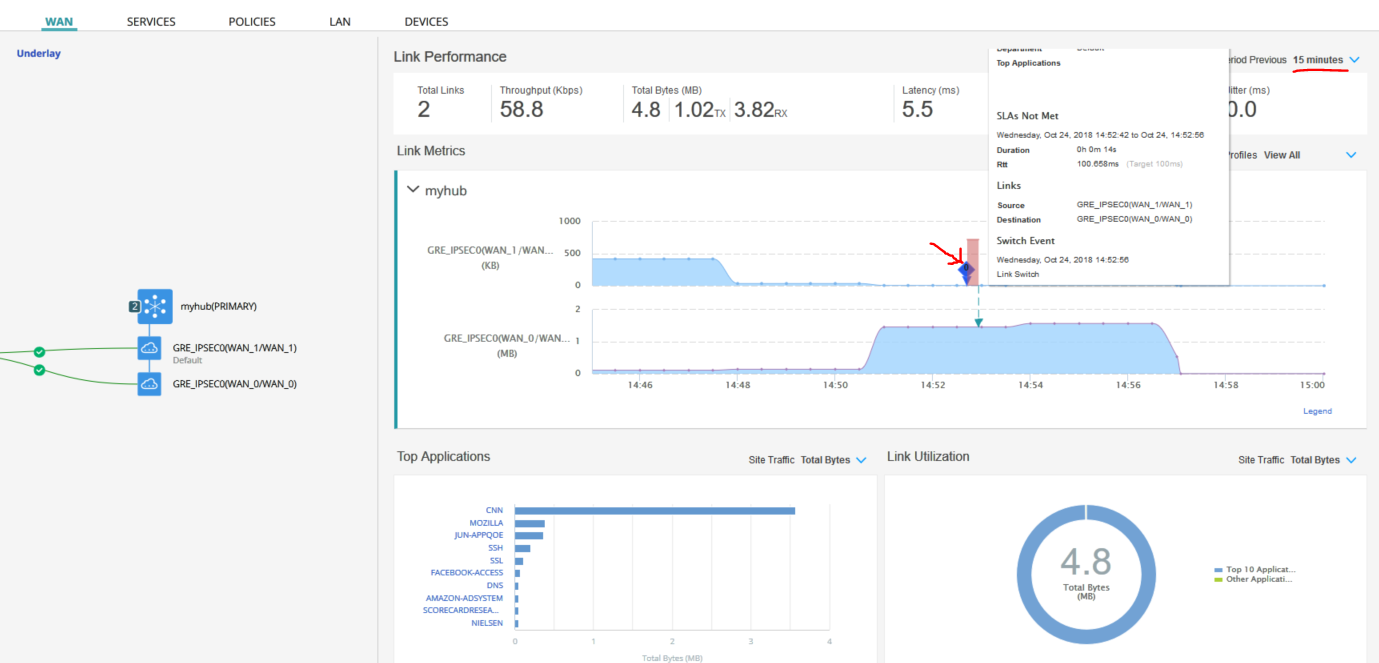 WAN SERVICES POLICIES LAN DEVICES
Underlay
Link Performance
Department Default
Top Applications
eriod Previous 15 minutes
Total Links
2
Throughput (Kbps)
58.8
Total Bytes (MB)
4.8 1.02TX 3.82RX
Latency (ms)
5.5
itter (ms)
0.0
SLAs Not Met
Wednesday, Oct 24, 2018 14:52:42 to Oct 24, 14:52:56
Duration 0h 0m 14s
Rtt 100.658ms (Target 100ms)
Links
Source GRE_IPSEC0(WAN_1/WAN_1)
Destination GRE_IPSEC0(WAN_0/WAN_0)
Switch Event
Wednesday, Oct 24, 2018 14:52:56
Link Switch
Link Metrics
Profiles View All
myhub
GRE_IPSEC0(WAN_1/WAN...
(KB)
1000
500
0
GRE_IPSEC0(WAN_0/WAN...
(MB)
2
1
0
14:46 14:48 14:50 14:52 14:54 14:56 14:58 15:00
Legend
2
myhub(PRIMARY)
GRE_IPSEC0(WAN_1/WAN_1)
Default
GRE_IPSEC0(WAN_0/WAN_0)
Top Applications
Site Traffic Total Bytes
CNN
MOZILLA
JUN-APPQOE
SSH
SSL
FACEBOOK-ACCESS
DNS
AMAZON-ADSYSTEM
SCORECARDRESEA...
NIELSEN
0 1 2 3 4
Total Bytes (MB)
Link Utilization
Site Traffic Total Bytes
4.8
Total Bytes
(MB)
Top 10 Applicat...
Other Applicati...